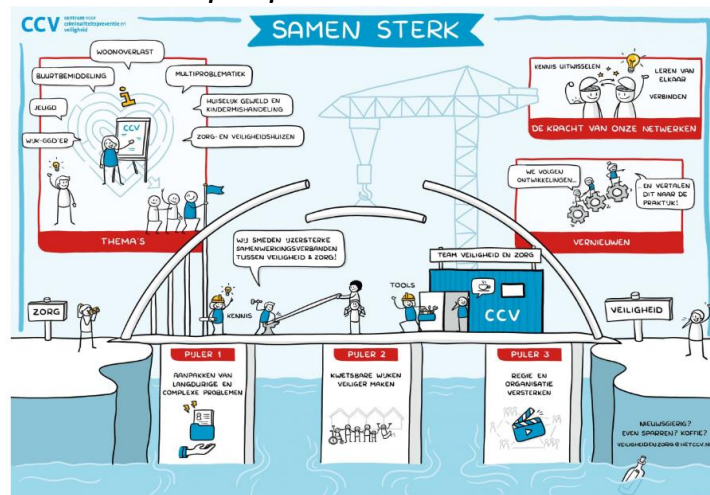 CCV
centrum voor
criminaliteitspreventie en
veiligheid
SAMEN STERK
WOONOVERLAST
BUURTBEMIDDELING
MULTIPROBLEMATIEK
JEUGD
HUISELIJK GEWELD EN
KINDERMISHANDELING
WIJK-GGD'ER
CCV
ZORG- EN VEILIGHEIDSHUIZEN
THEMA'S
KENNIS UITWISSELEN
LEREN VAN
ELKAAR
VERBINDEN
DE KRACHT VAN ONZE NETWERKEN
WE VOLGEN
ONTWIKKELINGEN...
...EN VERTALEN
DIT NAAR DE
PRAKTIJK!
VERNIEUWEN
WIJ SMEDEN IJZERSTERKE
SAMENWERKINGSVERBANDEN
TUSSEN VEILIGHEID & ZORG!
TEAM VEILIGHEID EN ZORG
ZORG
KENNIS
TOOLS
CCV
VEILIGHEID
PIJLER 1
AANPAKKEN VAN
LANGDURIGE EN
COMPLEXE PROBLEMEN
PIJLER 2
KWETSBARE WIJKEN
VEILIGER MAKEN
PIJLER 3
REGIE EN
ORGANISATIE
VERSTERKEN
NIEUWSGIERIG?
EVEN SPARREN? KOFFIE?
VEILIGHEIDENZORG@HETCCV.NL